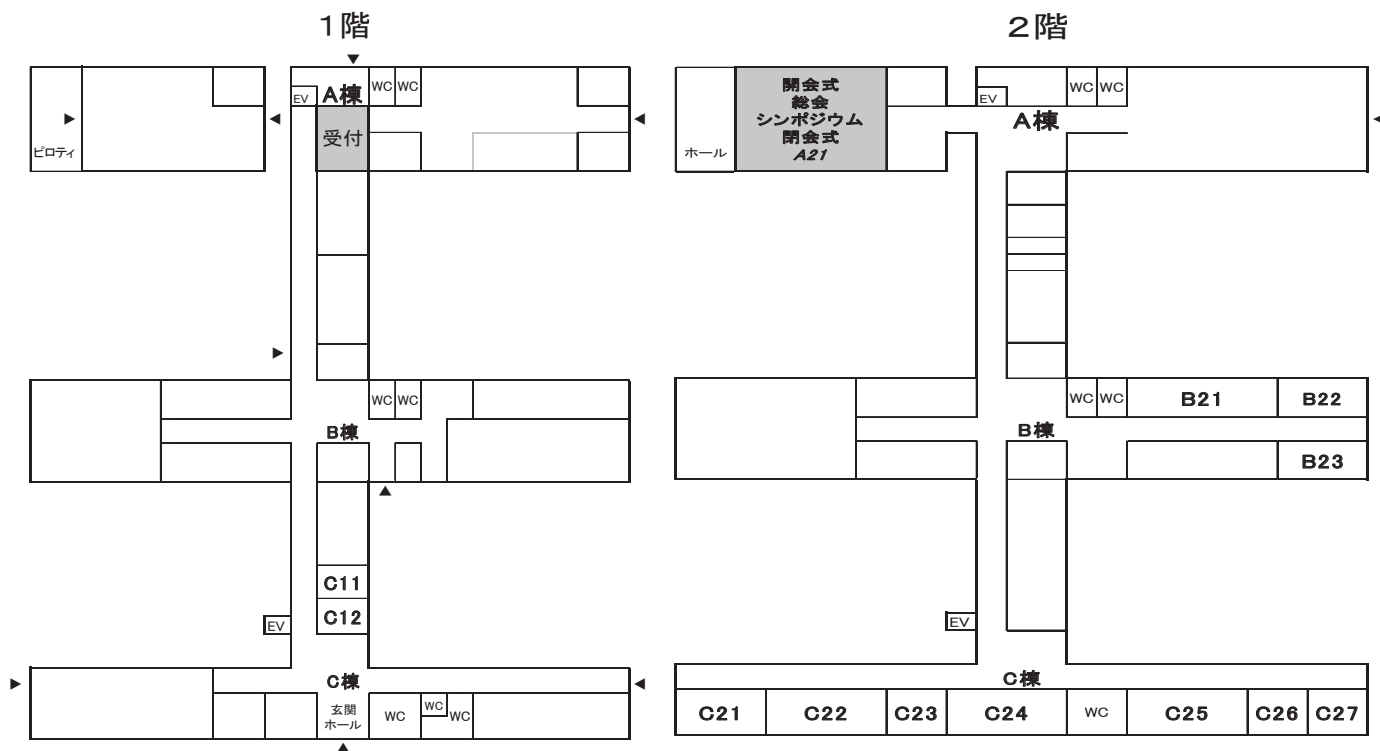 1階
A棟
WC
WC
EV
受付
ピロティ
WC
WC
B棟
C11
C12
EV
C棟
玄関
ホール
WC
WC
WC
2階
開会式
総会
シンポジウム
閉会式
A21
ホール
EV
WC
WC
A棟
WC
WC
B21
B22
B棟
B23
EV
C棟
C21
C22
C23
C24
WC
C25
C26
C27